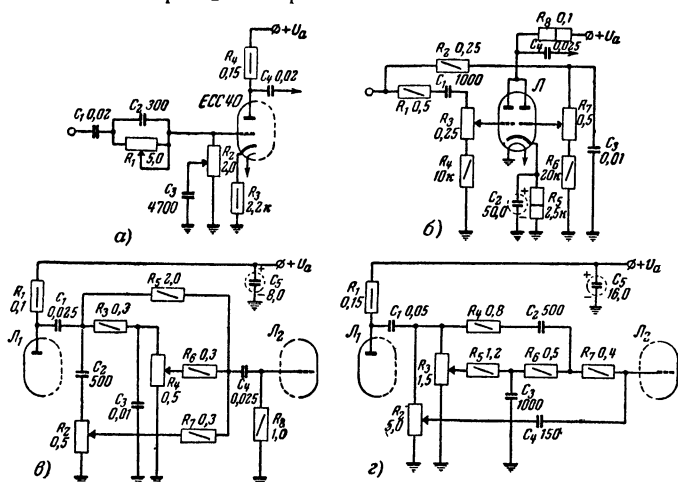 R4
0,15
Ø+Ua
C4 0,02
ECC 40
C2 300
C1 0,02
R1 5,0
R2
2,0
C3
4700
R3
2,2к
а)
R8 0,1
Ø+Ua
C4 0,025
R2 0,25
C1 1000
R1 0,5
Л
R3
0,25
R7
0,5
C3
0,01
R4
10к
R6
20к
C2
50,0
R5
2,5к
б)
Ø+Ua
R1
0,1
C1
0,025
R5 2,0
C5
8,0
R3 0,3
Л1
Л2
C2
500
R6 0,3
R4
0,5
C4
0,025
C3
0,01
R2
0,5
R7 0,3
R8
1,0
в)
Ø+Ua
R1
0,15
C1 0,05
R4 0,8
C2 500
C5
16,0
Л1
Л2
R3
1,5
R5 1,2
R6 0,5
R7 0,4
C3
1000
R2
5,0
C4 150
г)